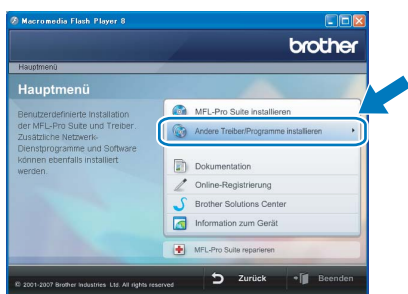 Macromedia Flash Player 8
brother
Hauptmenü
Hauptmenü
Benutzerdefinierte Installation
der MFL-Pro Suite und Treiber.
Zusätzliche Netzwerk-
Dienstprogramme und Software
können ebenfalls installiert
werden.
MFL-Pro Suite installieren
Andere Treiber/Programme installieren
Dokumentation
Online-Registrierung
Brother Solutions Center
Information zum Gerät
MFL-Pro Suite reparieren
© 2001-2007 Brother Industries Ltd. All rights reserved
Zurück
Beenden